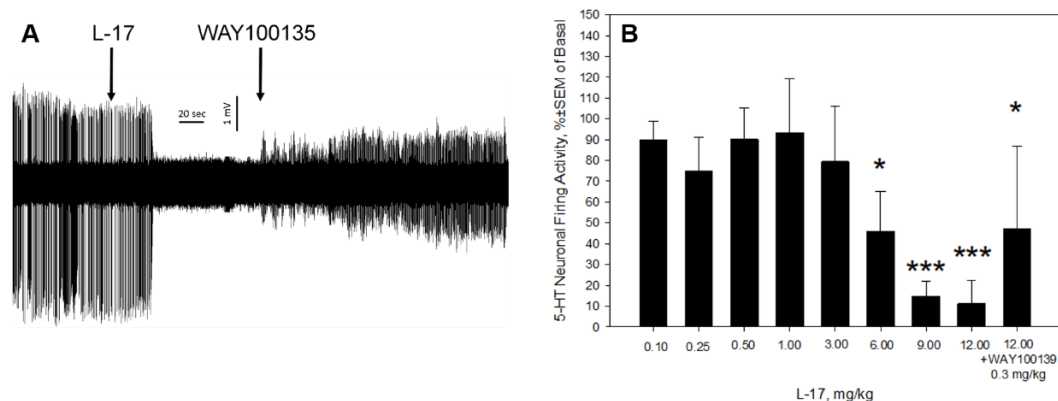 A
L-17
WAY100135
20 sec
1 mV
B
5-HT Neuronal Firing Activity, %±SEM of Basal
150
140
130
120
110
100
90
80
70
60
50
40
30
20
10
0
*
***
***
*
0.10
0.25
0.50
1.00
3.00
6.00
9.00
12.00
12.00
+WAY100139
0.3 mg/kg
L-17, mg/kg